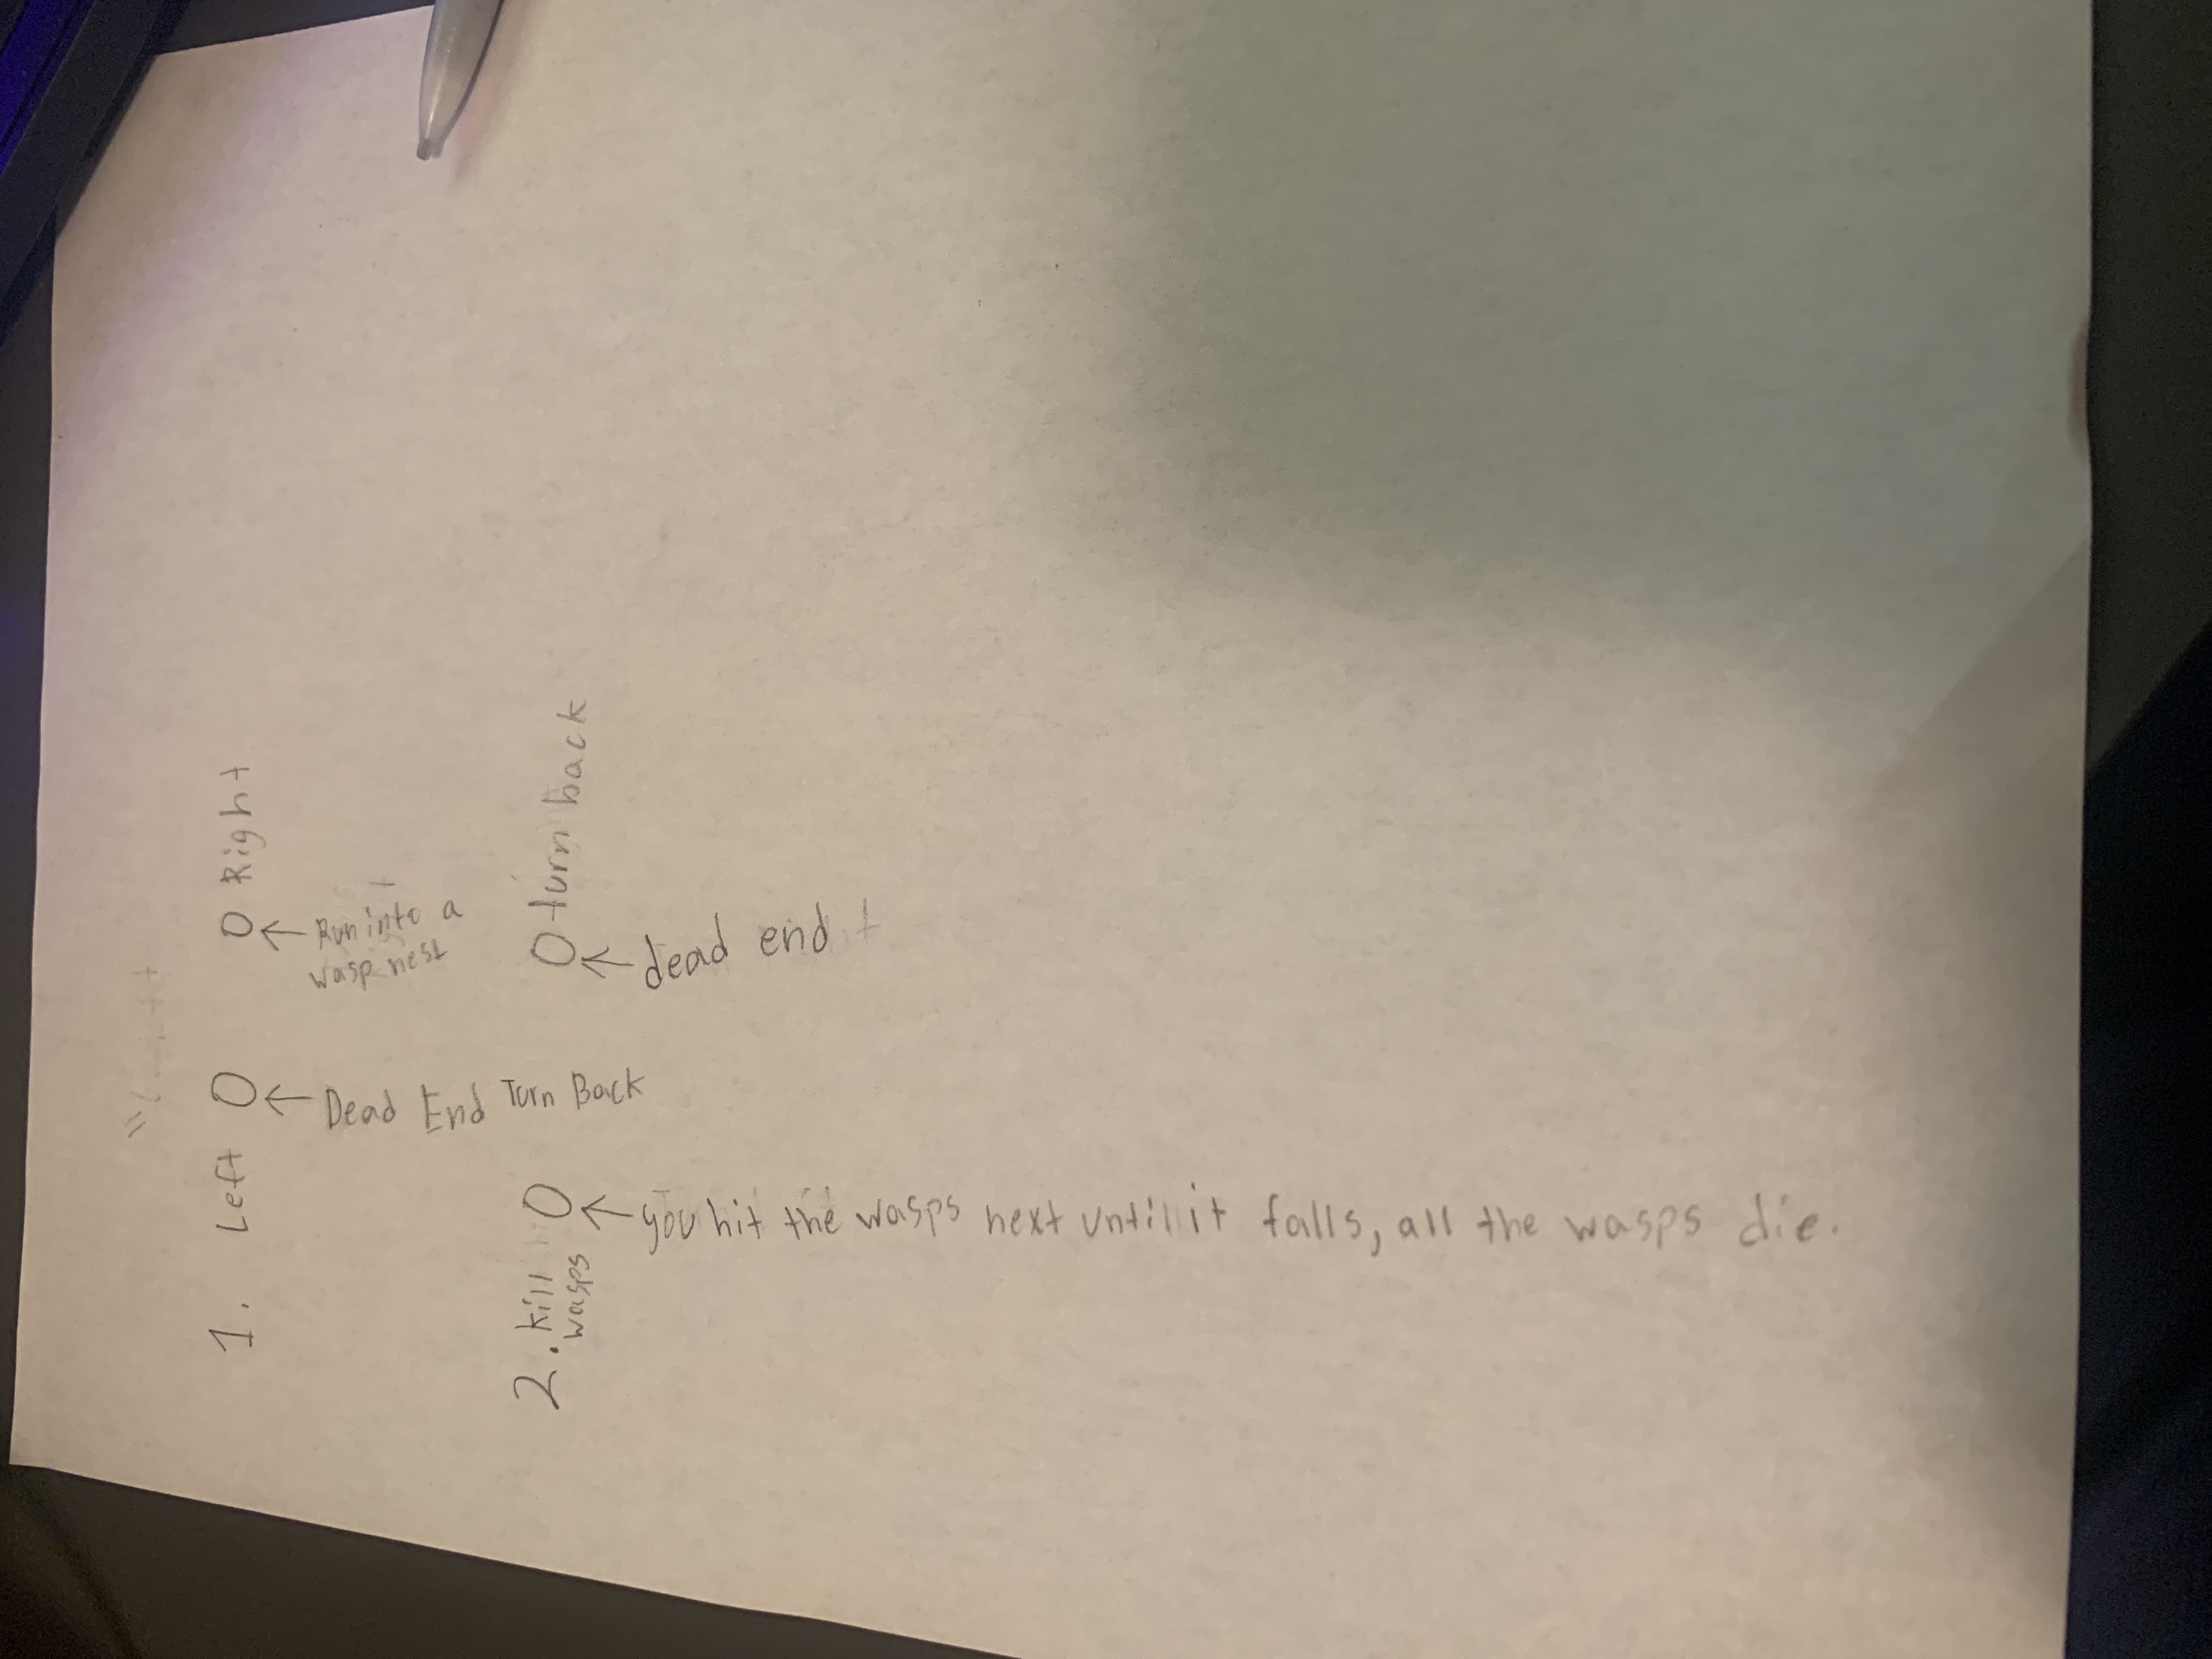 1. Left O O Right
← Dead End Turn Back
← Run into a
wasp nest
2. kill O O turn back
wasps
← you hit the wasps next until it falls, all the wasps die.
← dead end